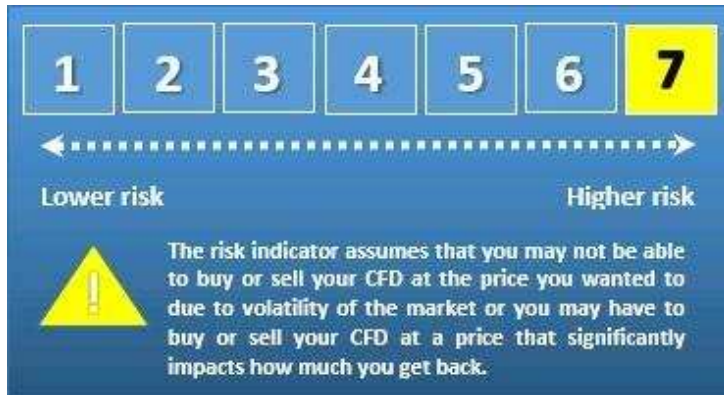 1 2 3 4 5 6 7
Lower risk Higher risk
The risk indicator assumes that you may not be able
to buy or sell your CFD at the price you wanted to
due to volatility of the market or you may have to
buy or sell your CFD at a price that significantly
impacts how much you get back.